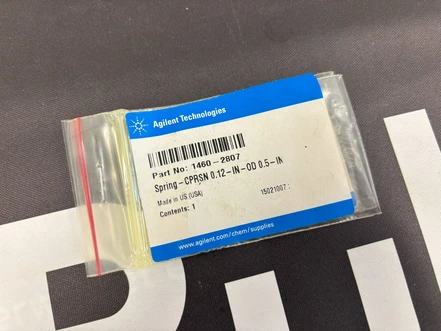 Agilent Technologies
Part No: 1460-2807
Spring-CPRSN 0.12-IN-OD 0.5-IN
Made in US (USA)
15021007
Contents: 1
www.agilent.com/chem/supplies